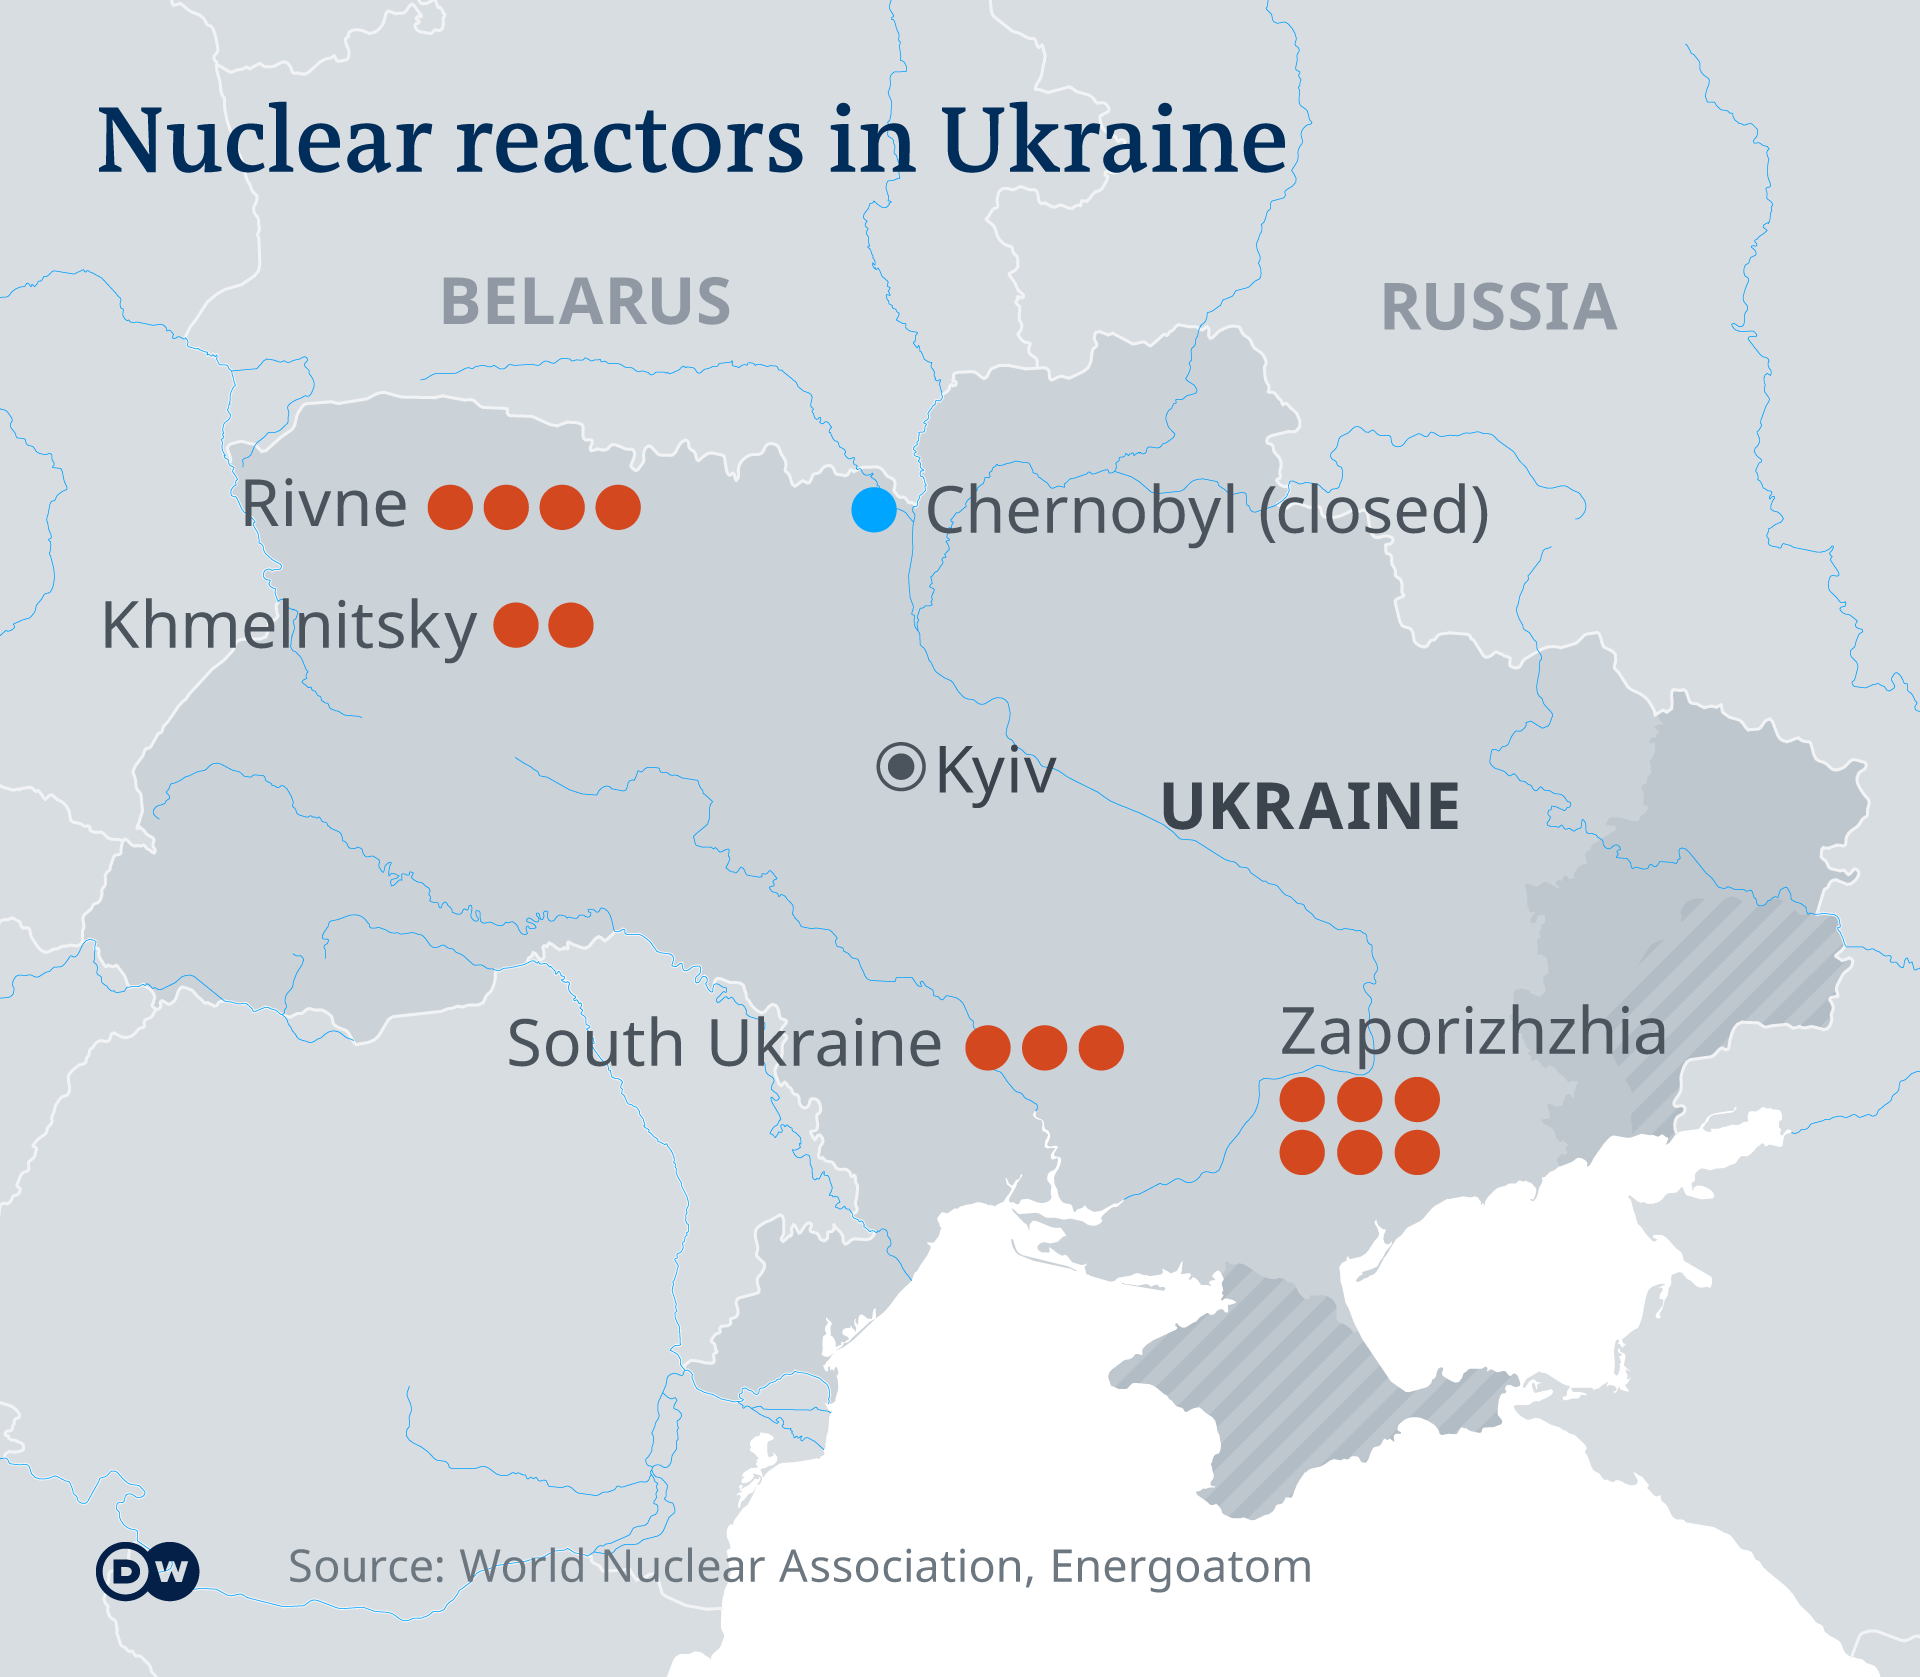 Nuclear reactors in Ukraine
BELARUS
RUSSIA
Rivne
Chernobyl (closed)
Khmelnitsky
Kyiv
UKRAINE
South Ukraine
Zaporizhzhia
DW
Source: World Nuclear Association, Energoatom